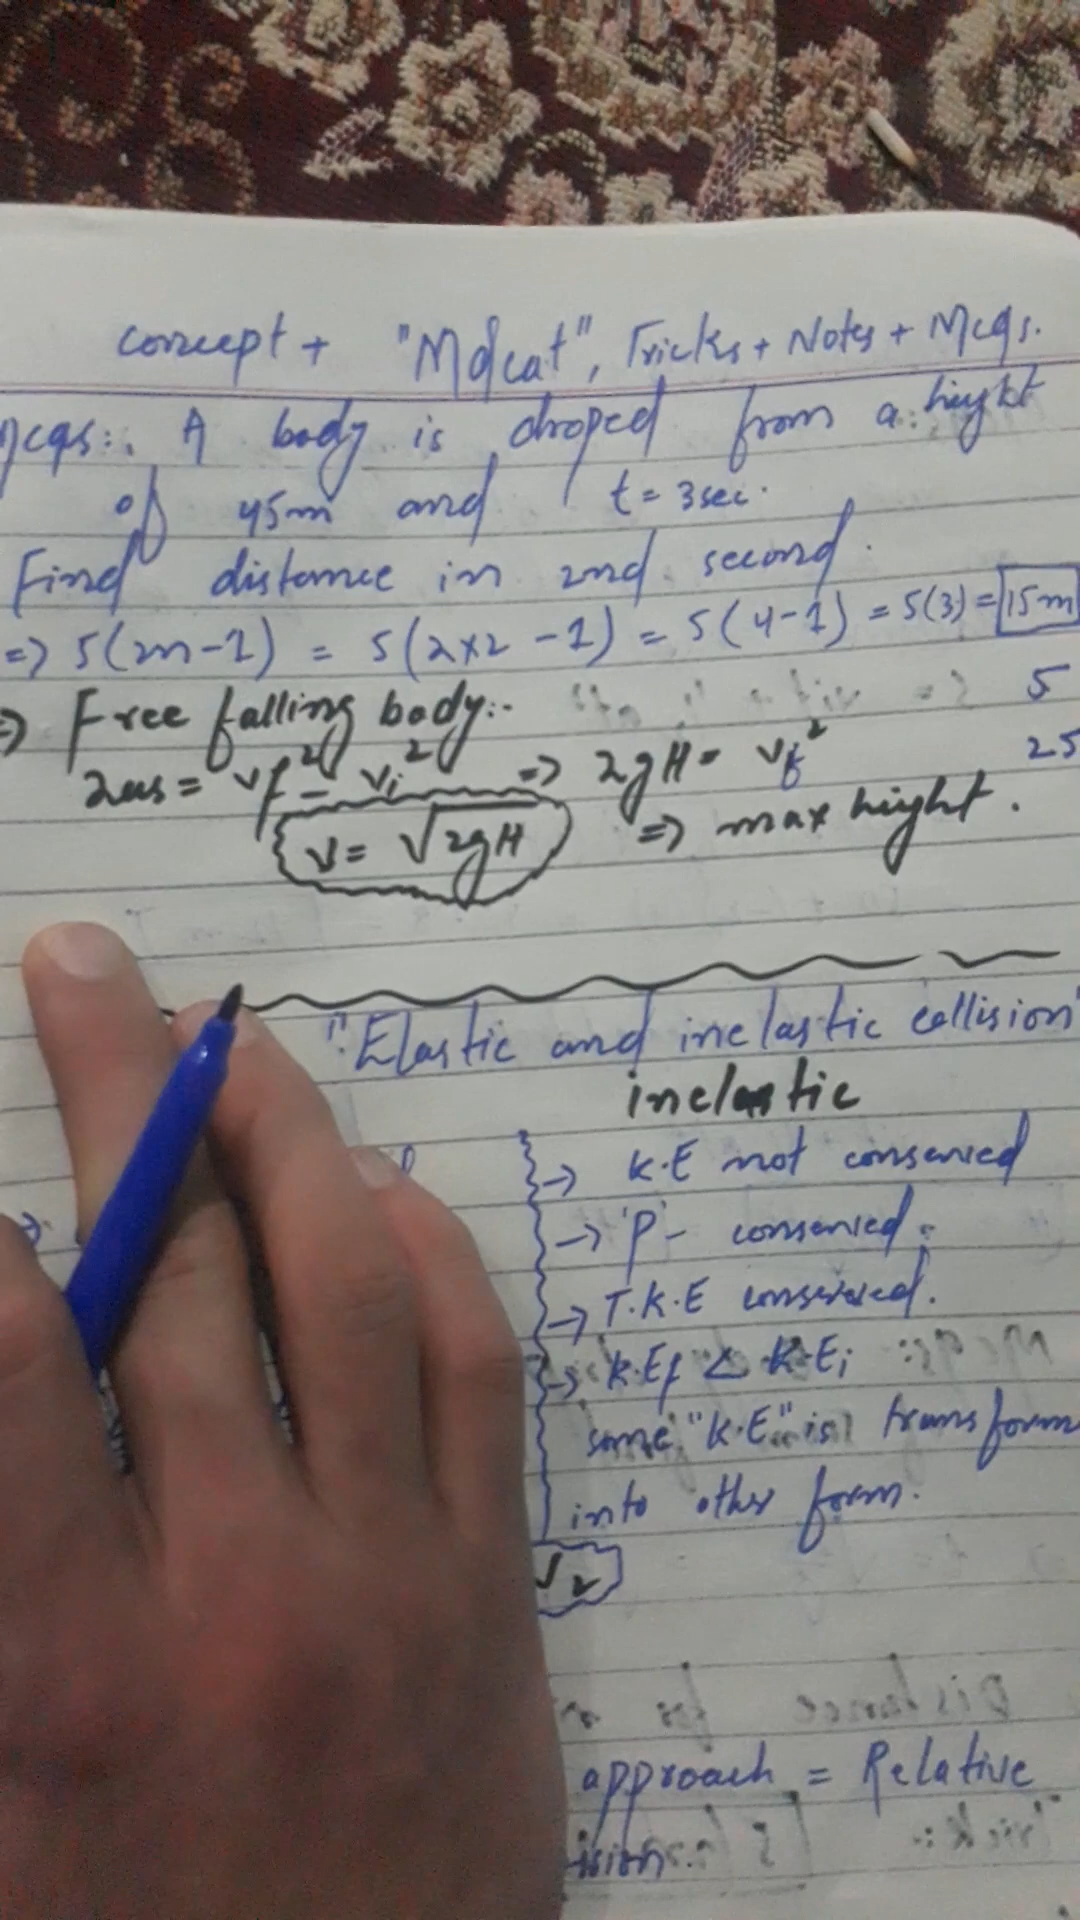 concept + "Mdcat", Tricks + Notes + Mcqs.
Mcqs:. A body is droped from a height
of 45m and t = 3sec.
Find distance in 2nd second.
=> 5(2n-1) = 5(2x2-1) = 5(4-1) = 5(3) = 15m
=> Free falling body:- 5
2as = vf² - vi² => 2gH = vf² 25
v = √2gH => max height.
"Elastic and inelastic collision"
inelastic
-> K.E not conserved
-> 'P'- conserved.
-> T.K.E conserved.
-> K.Ef < K.Ei
some "K.E" is transform
into other form.
approach = Relative